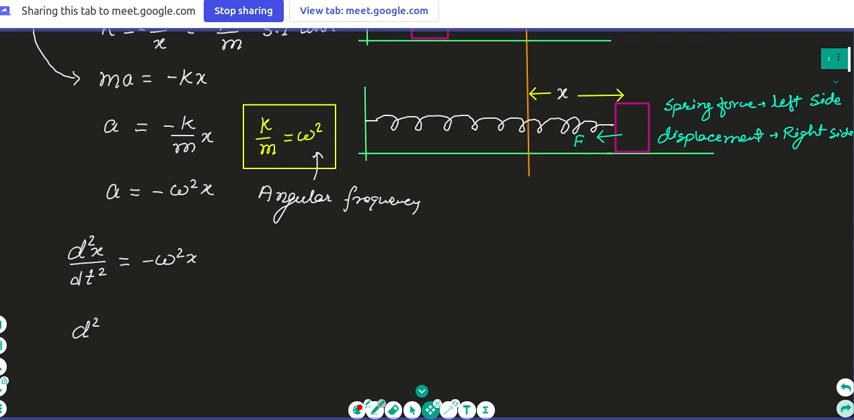 Sharing this tab to meet.google.com
Stop sharing
View tab: meet.google.com
ma = -Kx
a = -K/m x
K/m = ω²
a = -ω²x
Angular frequency
d²x/dt² = -ω²x
d²
x
F
Spring force → Left side
displacement → Right side
1
T
Σ